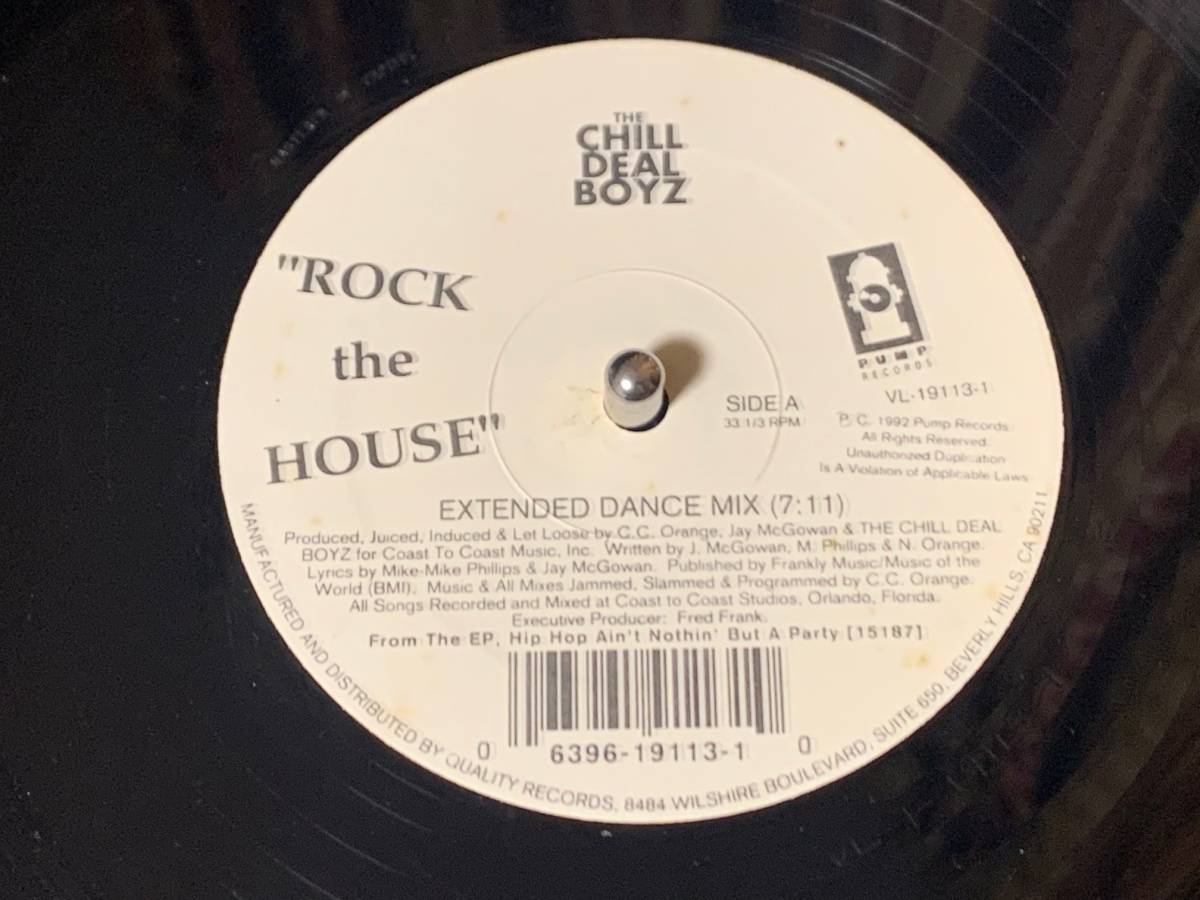 THE
CHILL
DEAL
BOYZ
"ROCK
the
HOUSE"
PUMP
RECORDS
VL-19113-1
SIDE A
33 1/3 RPM
P. C. 1992 Pump Records.
All Rights Reserved.
Unauthorized Duplication
Is A Violation of Applicable Laws.
EXTENDED DANCE MIX (7:11)
Produced, Juiced, Induced & Let Loose by C.C. Orange, Jay McGowan & THE CHILL DEAL
BOYZ for Coast To Coast Music, Inc. Written by J. McGowan, M. Phillips & N. Orange.
Lyrics by Mike-Mike Phillips & Jay McGowan. Published by Frankly Music/Music of the
World (BMI). Music & All Mixes Jammed, Slammed & Programmed by C.C. Orange.
All Songs Recorded and Mixed at Coast to Coast Studios, Orlando, Florida.
Executive Producer: Fred Frank.
From The EP, Hip Hop Ain't Nothin' But A Party [15187]
0 6396-19113-1 0
MANUFACTURED AND DISTRIBUTED BY QUALITY RECORDS, 8484 WILSHIRE BOULEVARD, SUITE 650, BEVERLY HILLS, CA 90211